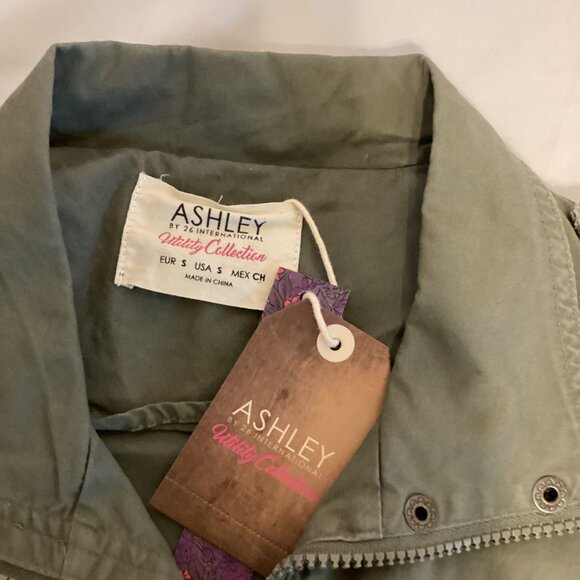 ASHLEY
BY 26 INTERNATIONAL
Utility Collection
EUR S USA S MEX CH
MADE IN CHINA
ASHLEY
BY 26 INTERNATIONAL
Utility Collection